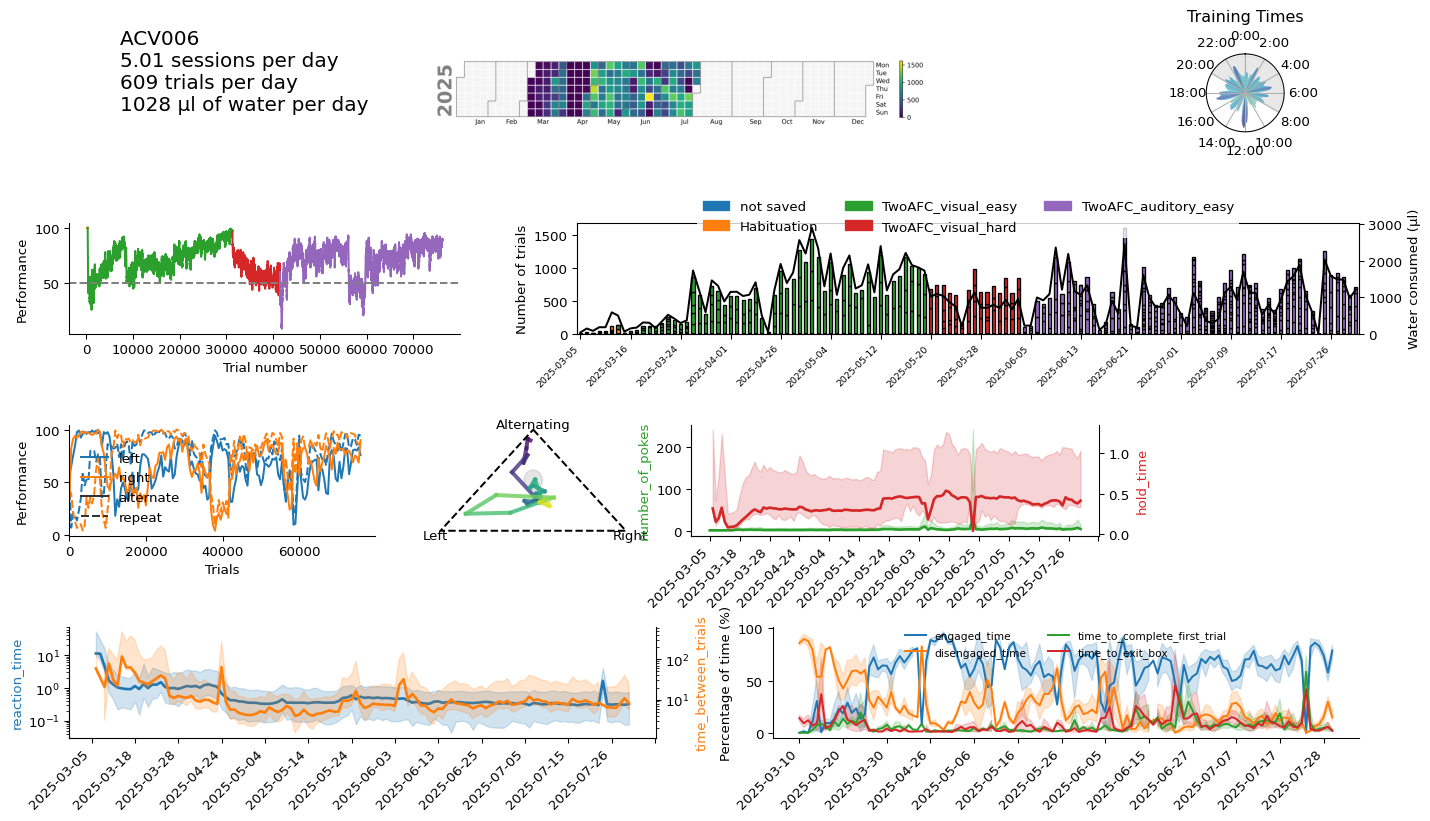 ACV006
5.01 sessions per day
609 trials per day
1028 µl of water per day
2025
Jan Feb Mar Apr May Jun Jul Aug Sep Oct Nov Dec
Mon
Tue
Wed
Thu
Fri
Sat
Sun
1500
1000
500
0
Training Times
0:00
2:00
4:00
6:00
8:00
10:00
12:00
14:00
16:00
18:00
20:00
22:00
Performance
100
50
0 10000 20000 30000 40000 50000 60000 70000
Trial number
not saved
Habituation
TwoAFC_visual_easy
TwoAFC_visual_hard
TwoAFC_auditory_easy
Number of trials
1500
1000
500
0
3000
2000
1000
0
Water consumed (µl)
2025-03-05 2025-03-16 2025-03-24 2025-04-01 2025-04-26 2025-05-04 2025-05-12 2025-05-20 2025-05-28 2025-06-05 2025-06-13 2025-06-21 2025-07-01 2025-07-09 2025-07-17 2025-07-26
Performance
100
50
0
left
right
alternate
repeat
0 20000 40000 60000
Trials
Alternating
Left
Right
number_of_pokes
200
100
0
1.0
0.5
0.0
hold_time
2025-03-05 2025-03-18 2025-03-28 2025-04-24 2025-05-04 2025-05-14 2025-05-24 2025-06-03 2025-06-13 2025-06-25 2025-07-05 2025-07-15 2025-07-26
reaction_time
10¹
10⁰
10⁻¹
10²
10¹
time_between_trials
2025-03-05 2025-03-18 2025-03-28 2025-04-24 2025-05-04 2025-05-14 2025-05-24 2025-06-03 2025-06-13 2025-06-25 2025-07-05 2025-07-15 2025-07-26
Percentage of time (%)
100
50
0
engaged_time
disengaged_time
time_to_complete_first_trial
time_to_exit_box
2025-03-10 2025-03-20 2025-03-30 2025-04-26 2025-05-06 2025-05-16 2025-05-26 2025-06-05 2025-06-15 2025-06-27 2025-07-07 2025-07-17 2025-07-28